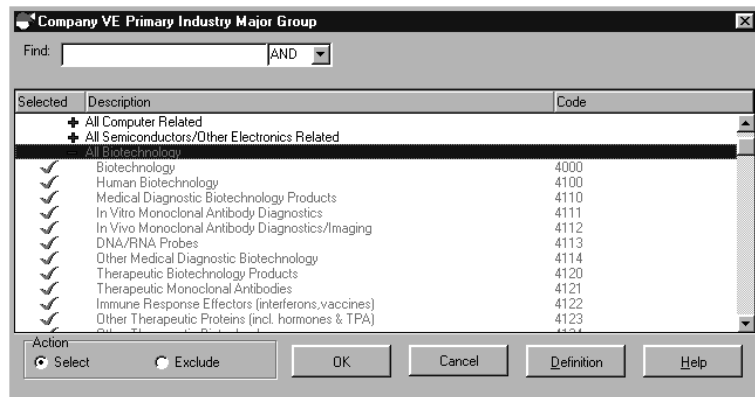 Company VE Primary Industry Major Group
Find: AND
Selected Description Code
All Computer Related
All Semiconductors/Other Electronics Related
All Biotechnology
Biotechnology 4000
Human Biotechnology 4100
Medical Diagnostic Biotechnology Products 4110
In Vitro Monoclonal Antibody Diagnostics 4111
In Vivo Monoclonal Antibody Diagnostics/Imaging 4112
DNA/RNA Probes 4113
Other Medical Diagnostic Biotechnology 4114
Therapeutic Biotechnology Products 4120
Therapeutic Monoclonal Antibodies 4121
Immune Response Effectors (interferons,vaccines) 4122
Other Therapeutic Proteins (incl. hormones & TPA) 4123
Action
Select Exclude OK Cancel Definition Help